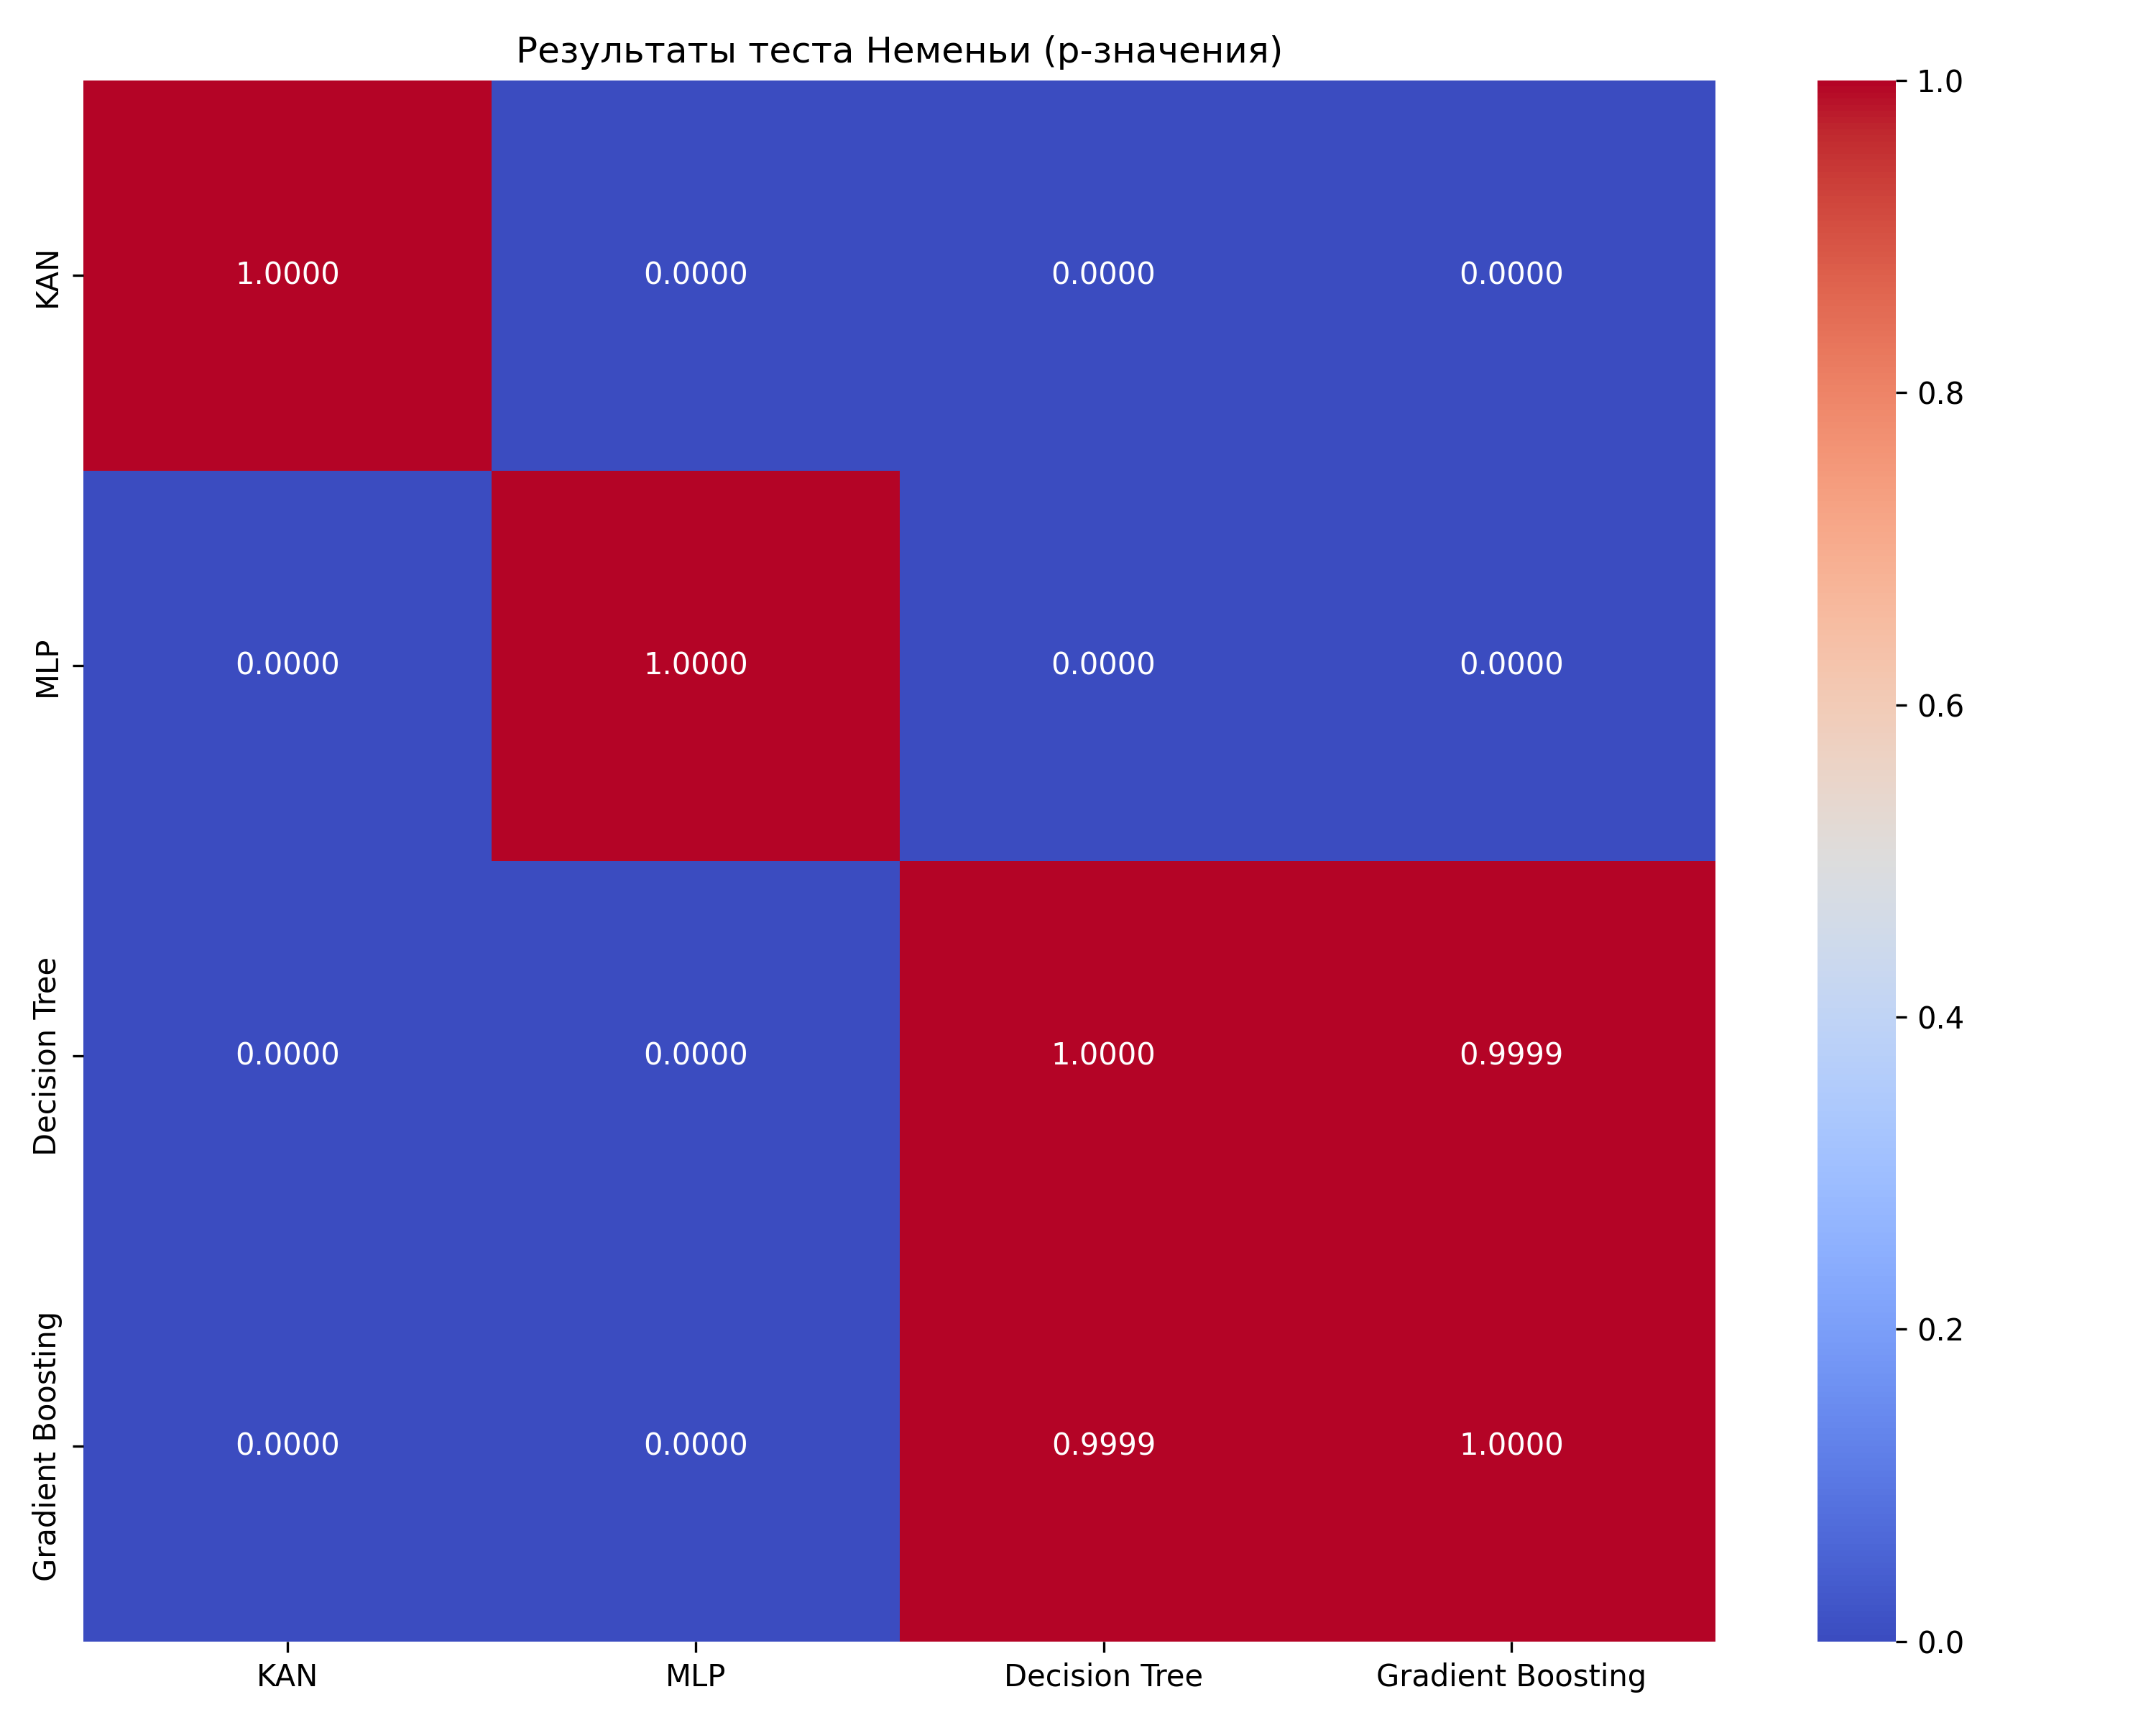 Результаты теста Неменьи (p-значения)
KAN
1.0000 0.0000 0.0000 0.0000
MLP
0.0000 1.0000 0.0000 0.0000
Decision Tree
0.0000 0.0000 1.0000 0.9999
Gradient Boosting
0.0000 0.0000 0.9999 1.0000
KAN MLP Decision Tree Gradient Boosting
1.0
0.8
0.6
0.4
0.2
0.0